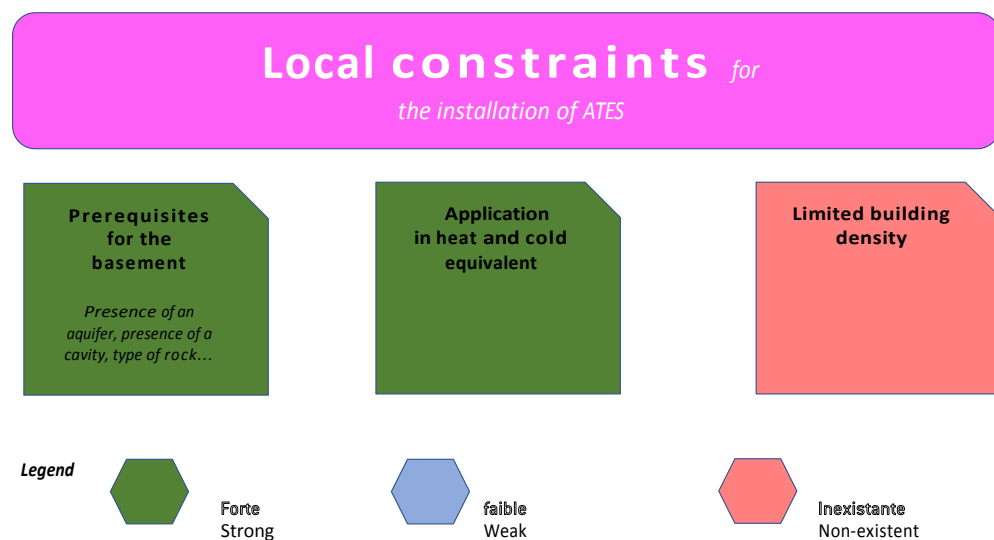 Local constraints for
the installation of ATES
Prerequisites
for the
basement
Presence of an
aquifer, presence of a
cavity, type of rock...
Application
in heat and cold
equivalent
Limited building
density
Legend
Forte
Strong
faible
Weak
Inexistante
Non-existent